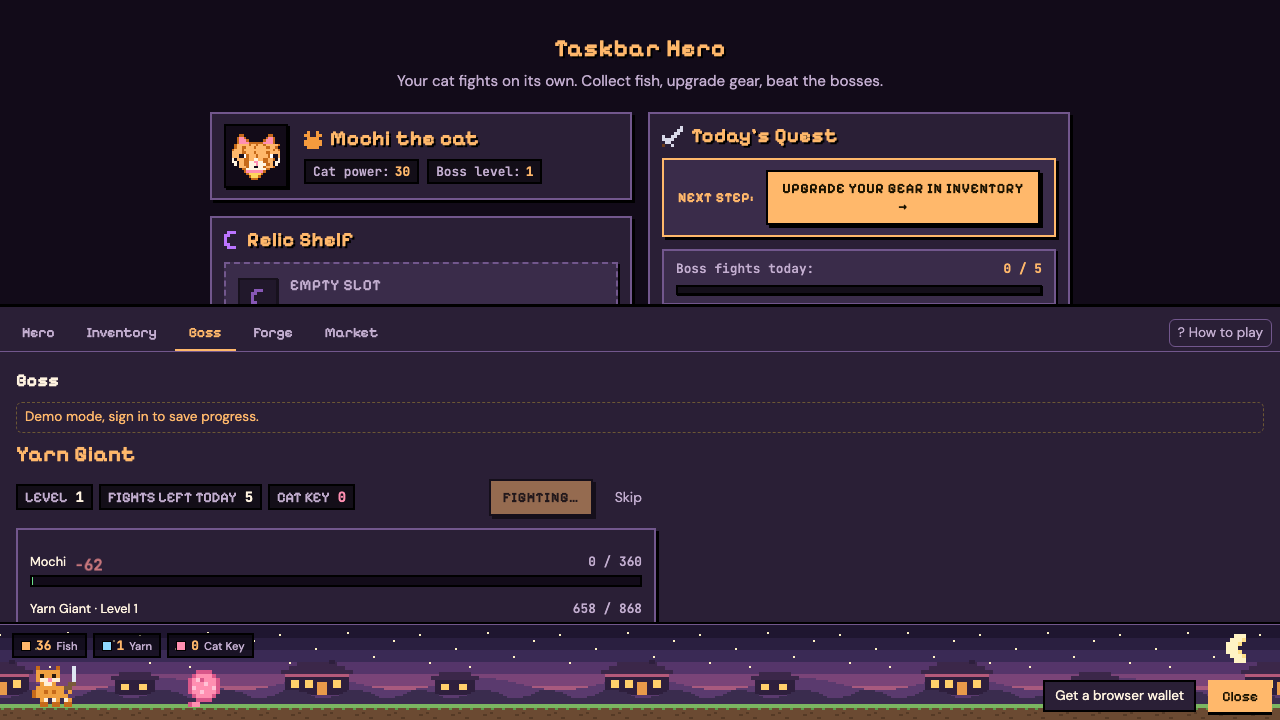 Taskbar Hero
Your cat fights on its own. Collect fish, upgrade gear, beat the bosses.
Mochi the cat
Cat power: 30
Boss level: 1
Today's Quest
NEXT STEP:
UPGRADE YOUR GEAR IN INVENTORY
→
Relic Shelf
EMPTY SLOT
Boss fights today:
0 / 5
Hero
Inventory
Boss
Forge
Market
? How to play
Boss
Demo mode, sign in to save progress.
Yarn Giant
LEVEL 1
FIGHTS LEFT TODAY 5
CAT KEY 0
FIGHTING…
Skip
Mochi
-62
0 / 360
Yarn Giant · Level 1
658 / 868
36 Fish
1 Yarn
0 Cat Key
Get a browser wallet
Close